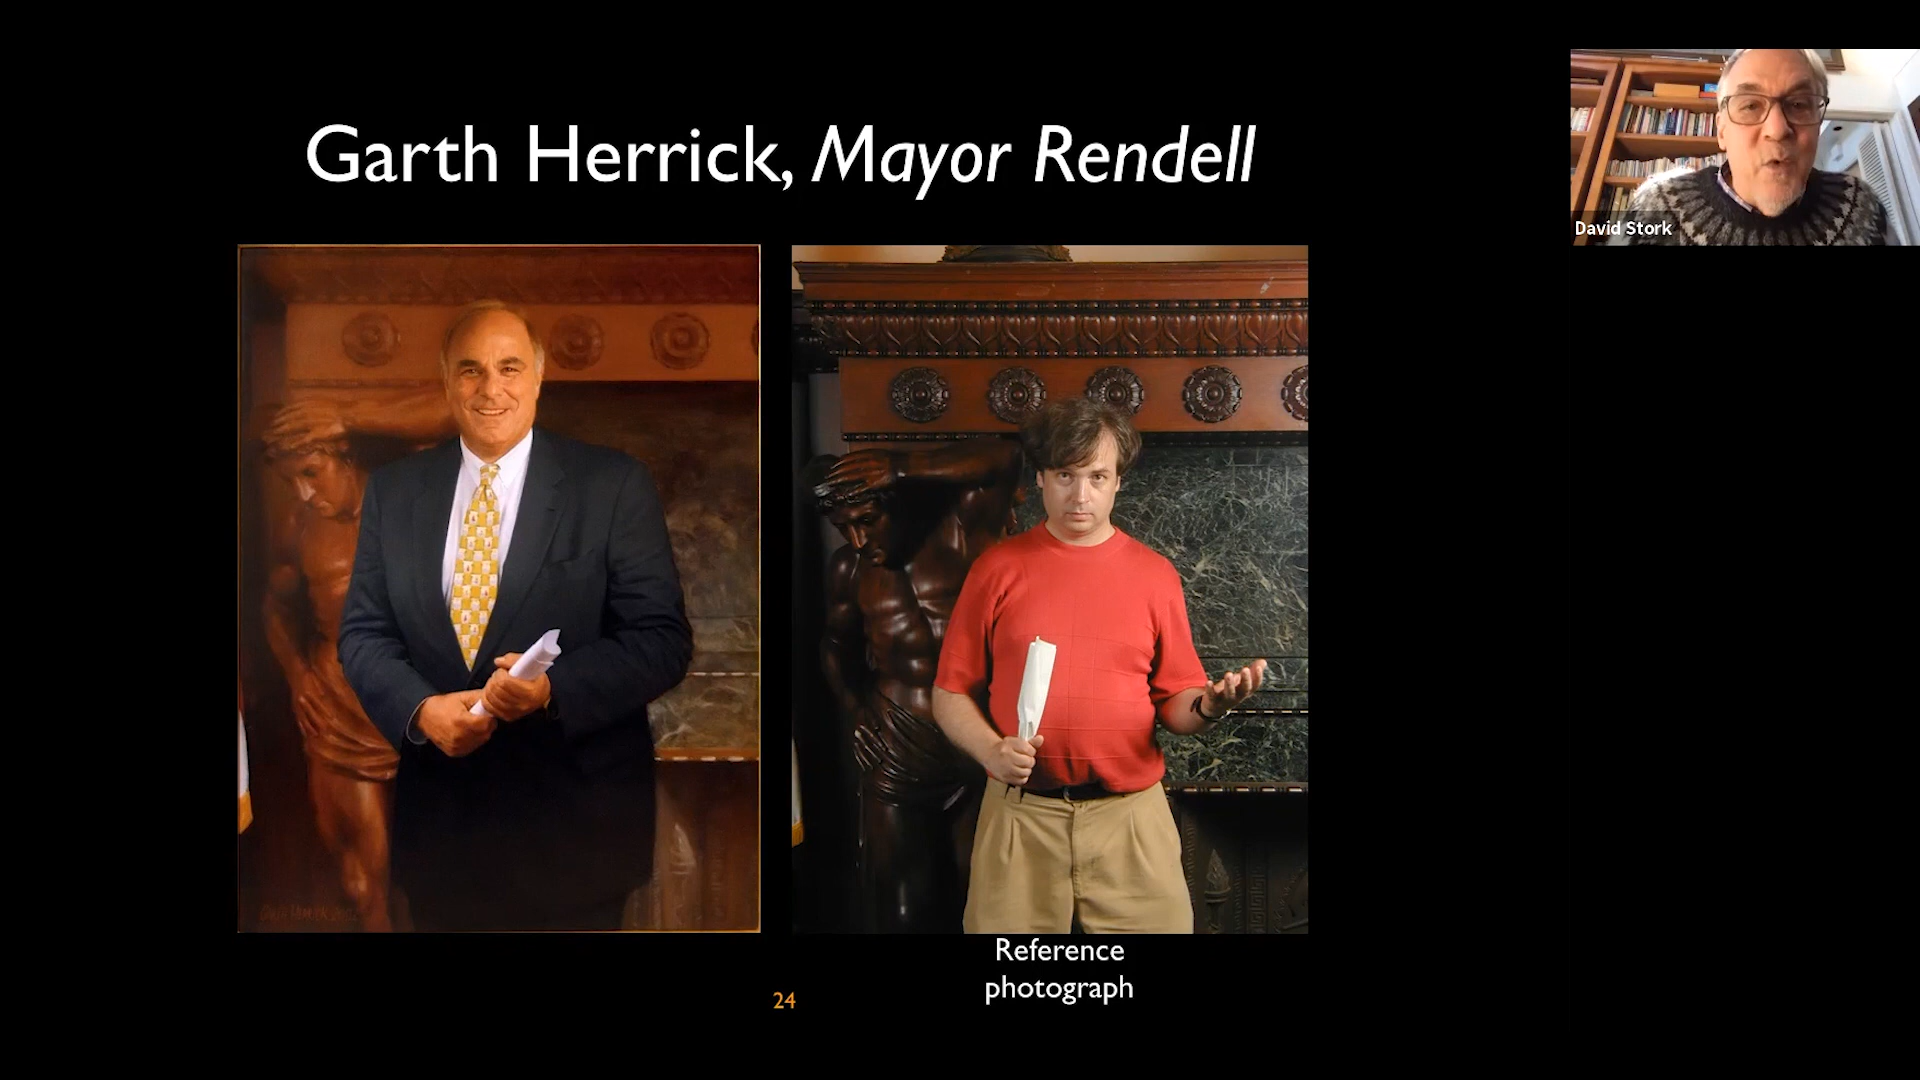 Garth Herrick, Mayor Rendell
David Stork
Reference
photograph
24